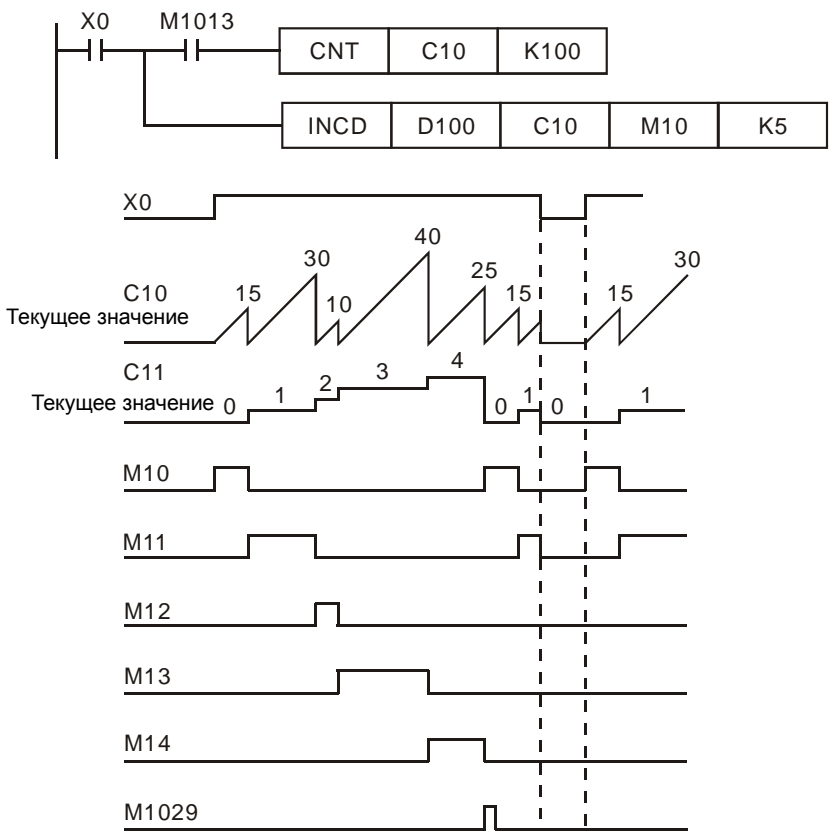 X0 M1013
CNT C10 K100
INCD D100 C10 M10 K5
X0
40
30 25 30
C10 15 10 15 15
Текущее значение
C11
Текущее значение 0 1 2 3 4 0 1 0 1
M10
M11
M12
M13
M14
M1029